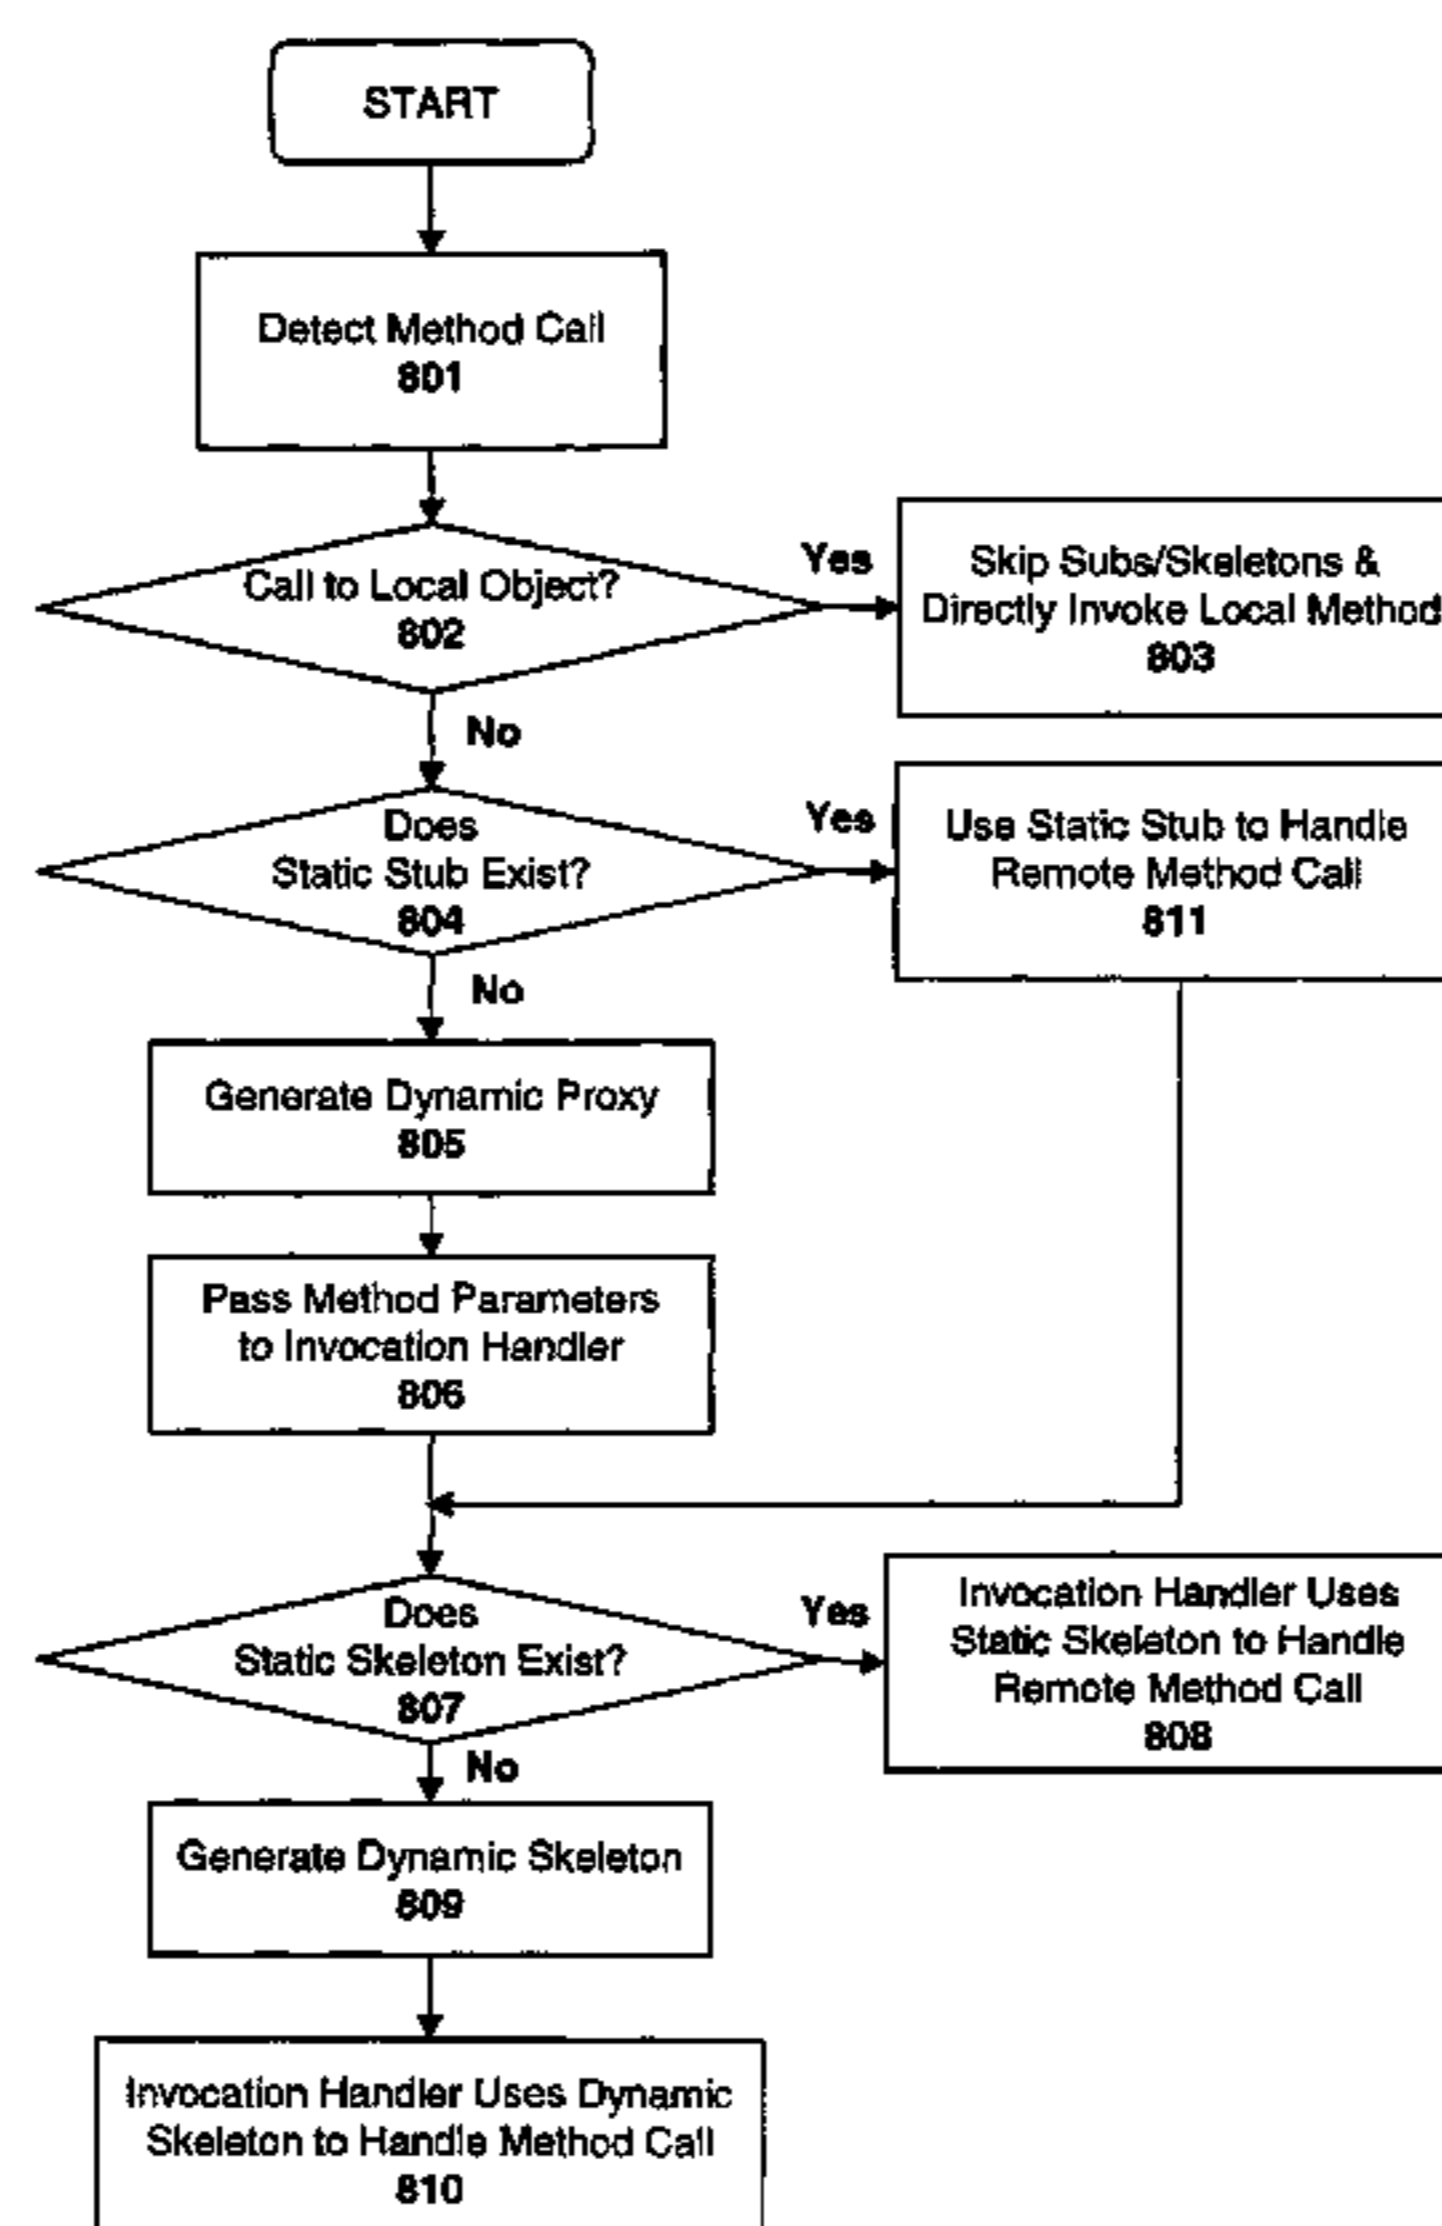 START
Detect Method Call
801
Call to Local Object?
802
Yes
Skip Subs/Skeletons &
Directly Invoke Local Method
803
No
Does
Static Stub Exist?
804
Yes
Use Static Stub to Handle
Remote Method Call
811
No
Generate Dynamic Proxy
805
Pass Method Parameters
to Invocation Handler
806
Does
Static Skeleton Exist?
807
Yes
Invocation Handler Uses
Static Skeleton to Handle
Remote Method Call
808
No
Generate Dynamic Skeleton
809
Invocation Handler Uses Dynamic
Skeleton to Handle Method Call
810